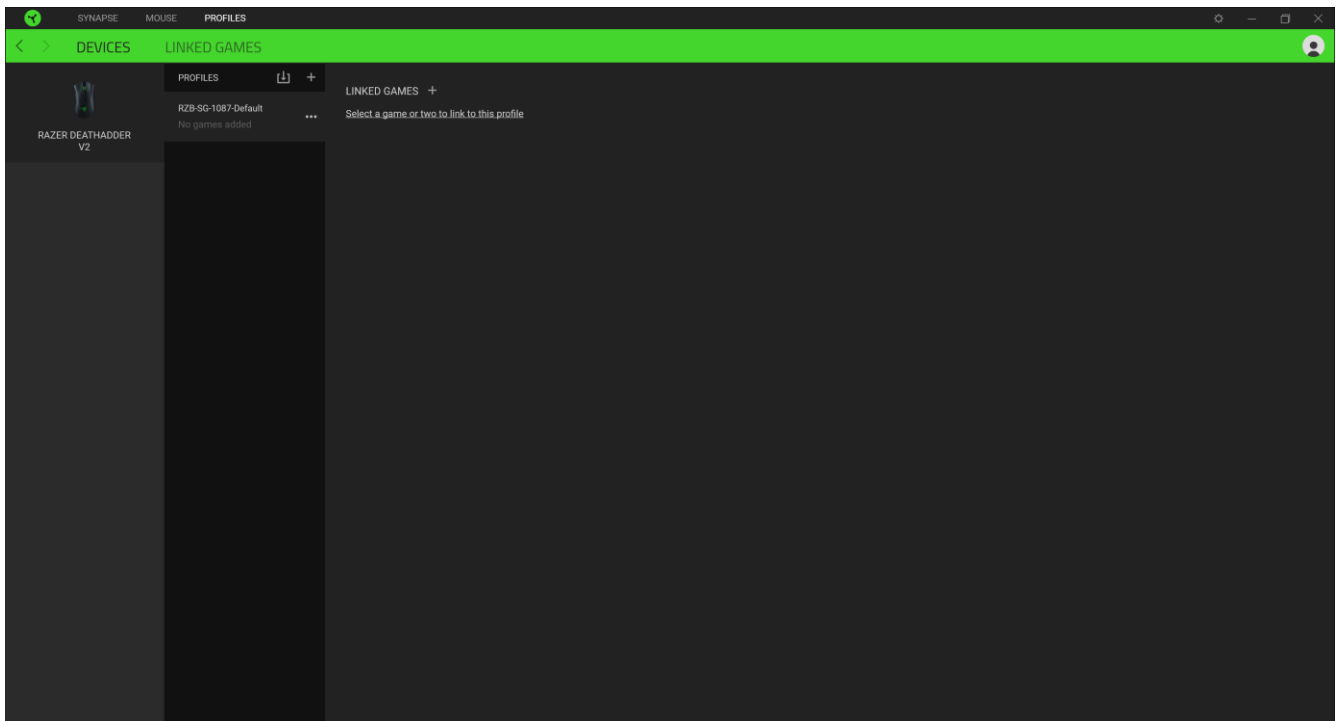 SYNAPSE MOUSE PROFILES
DEVICES LINKED GAMES
RAZER DEATHADDER
V2
PROFILES
RZB-SG-1087-Default
No games added
LINKED GAMES
Select a game or two to link to this profile